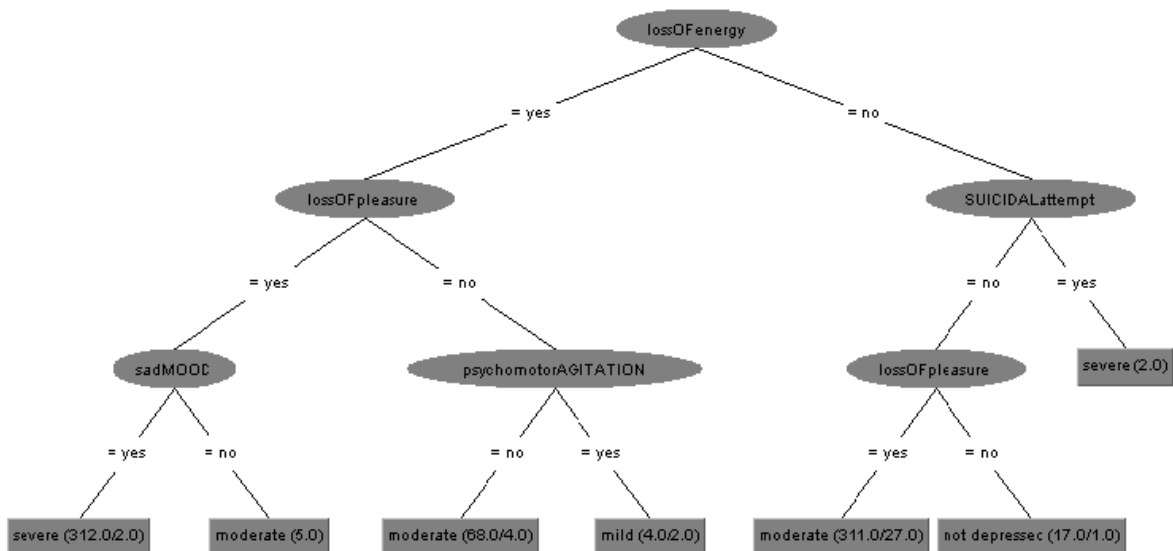 lossOFenergy
= yes
= no
lossOFpleasure
SUICIDALattempt
= yes
= no
= no
= yes
sadMOOD
psychomotorAGITATION
lossOFpleasure
severe (2.0)
= yes
= no
= no
= yes
= yes
= no
severe (312.0/2.0)
moderate (5.0)
moderate (68.0/4.0)
mild (4.0/2.0)
moderate (311.0/27.0)
not depressec (17.0/1.0)